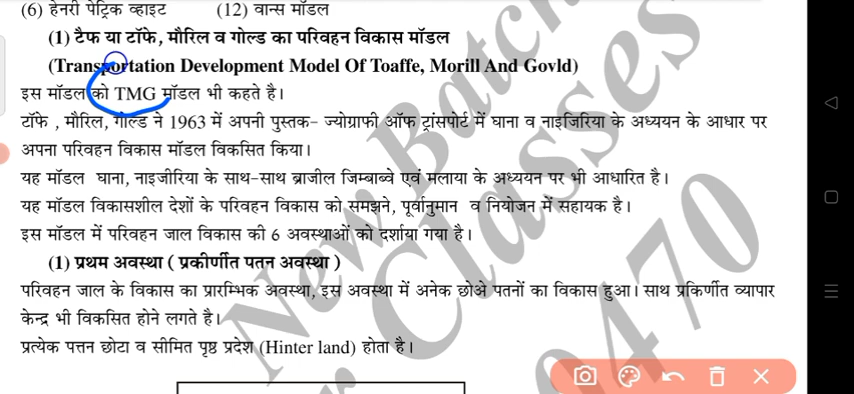 (6) हेनरी पेट्रिक व्हाइट (12) वान्स मॉडल
(1) टैफ या टॉफे, मौरिल व गोल्ड का परिवहन विकास मॉडल
(Transportation Development Model Of Toaffe, Morill And Govld)
इस मॉडल को TMG मॉडल भी कहते है।
टॉफे , मौरिल, गौल्ड ने 1963 में अपनी पुस्तक- ज्योग्राफी ऑफ ट्रांसपोर्ट में घाना व नाइजिरिया के अध्ययन के आधार पर
अपना परिवहन विकास मॉडल विकसित किया।
यह मॉडल घाना, नाइजीरिया के साथ-साथ ब्राजील जिम्बाब्वे एवं मलाया के अध्ययन पर भी आधारित है।
यह मॉडल विकासशील देशों के परिवहन विकास को समझने, पूर्वानुमान व नियोजन में सहायक है।
इस मॉडल में परिवहन जाल विकास की 6 अवस्थाओं को दर्शाया गया है।
(1) प्रथम अवस्था ( प्रकीर्णीत पतन अवस्था )
परिवहन जाल के विकास का प्रारम्भिक अवस्था, इस अवस्था में अनेक छोओ पतनों का विकास हुआ। साथ प्रकिर्णीत व्यापार
केन्द्र भी विकसित होने लगते है।
प्रत्येक पत्तन छोटा व सीमित पृष्ठ प्रदेश (Hinter land) होता है।
New
Classes
r
0470